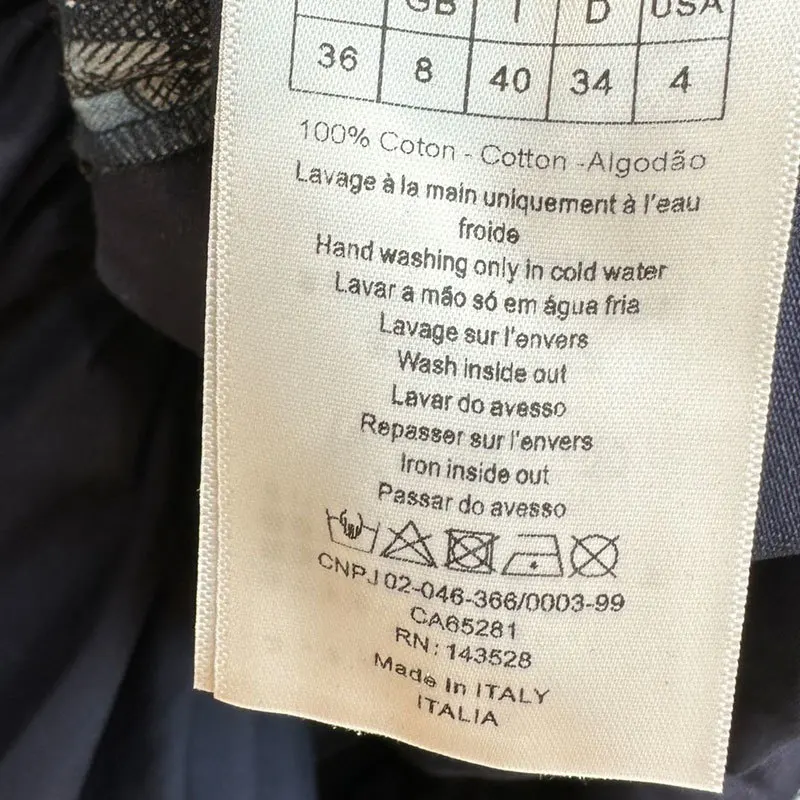 GB I D USA
36 8 40 34 4
100% Coton - Cotton -Algodão
Lavage à la main uniquement à l'eau
froide
Hand washing only in cold water
Lavar a mão só em água fria
Lavage sur l'envers
Wash inside out
Lavar do avesso
Repasser sur l'envers
Iron inside out
Passar do avesso
CNPJ 02-046-366/0003-99
CA65281
RN: 143528
Made In ITALY
ITALIA